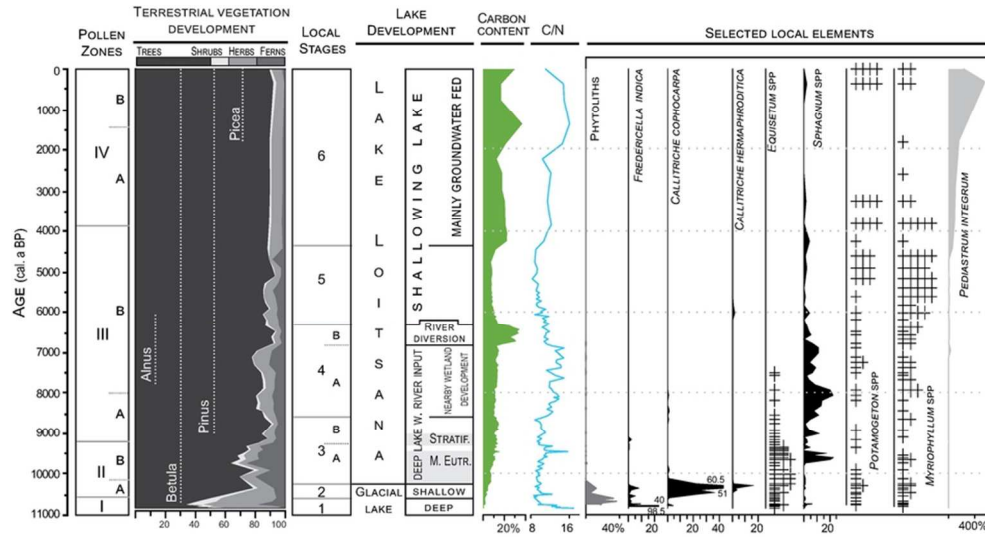 TERRESTRIAL VEGETATION
DEVELOPMENT
POLLEN
ZONES
TREES
SHRUBS
HERBS
FERNS
LOCAL
STAGES
LAKE
DEVELOPMENT
CARBON
CONTENT
C/N
SELECTED LOCAL ELEMENTS
AGE (cal. a BP)
0
1000
2000
3000
4000
5000
6000
7000
8000
9000
10000
11000
B
IV
A
B
III
A
B
II
A
I
Betula
Alnus
Pinus
Picea
20
60
100
6
5
B
4
A
B
3
A
2
1
LAKE LOITSANA
GLACIAL
LAKE
SHALLOWING LAKE
MAINLY GROUNDWATER FED
RIVER
DIVERSION
DEEP LAKE W. RIVER INPUT
NEARBY WETLAND
DEVELOPMENT
STRATIF.
M. EUTR.
SHALLOW
DEEP
20%
8
16
PHYTOLITHS
FREDERICELLA INDICA
CALLITRICHE COPHOCARPA
CALLITRICHE HERMAPHRODITICA
EQUISETUM SPP
SPHAGNUM SPP
POTAMOGETON SPP
MYRIOPHYLLUM SPP
PEDIASTRUM INTEGRUM
60.5
51
40
98.5
40%
20
20
40
20
20
400%